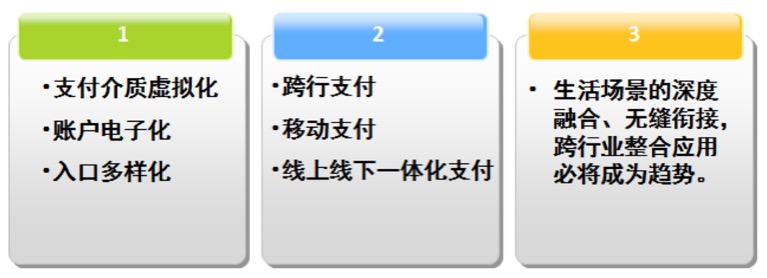 1
·支付介质虚拟化
·账户电子化
·入口多样化
2
·跨行支付
·移动支付
·线上线下一体化支付
3
· 生活场景的深度
融合、无缝衔接，
跨行业整合应用
必将成为趋势。